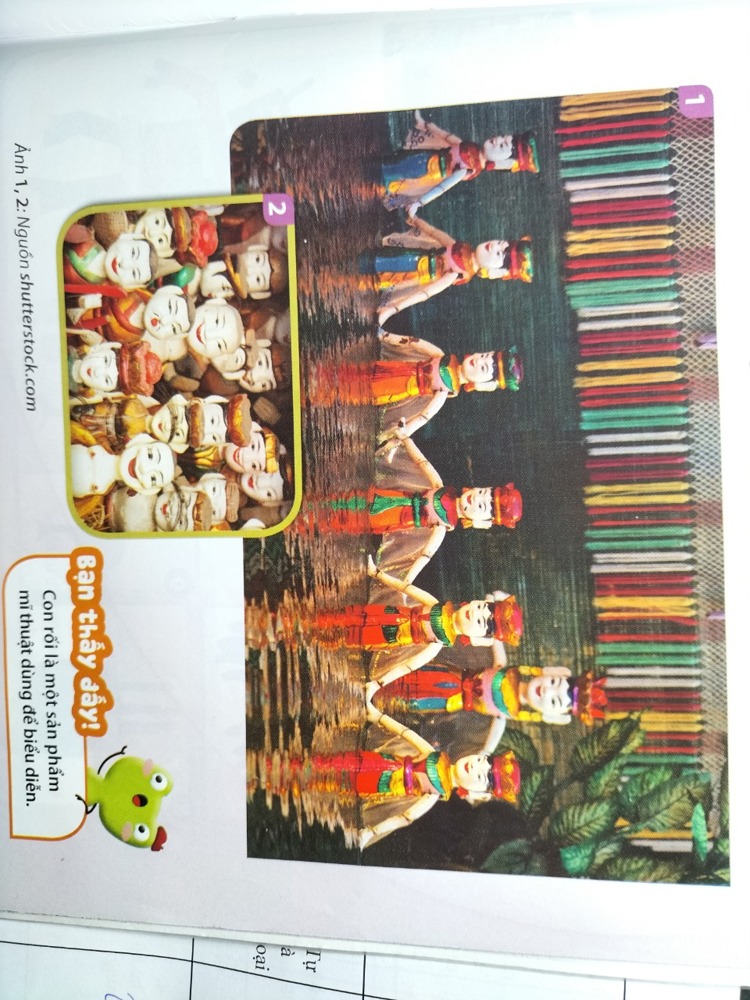 1
2
Ảnh 1, 2: Nguồn shutterstock.com
Bạn thấy đấy!
Con rối là một sản phẩm
mĩ thuật dùng để biểu diễn.
Tự
à
oại